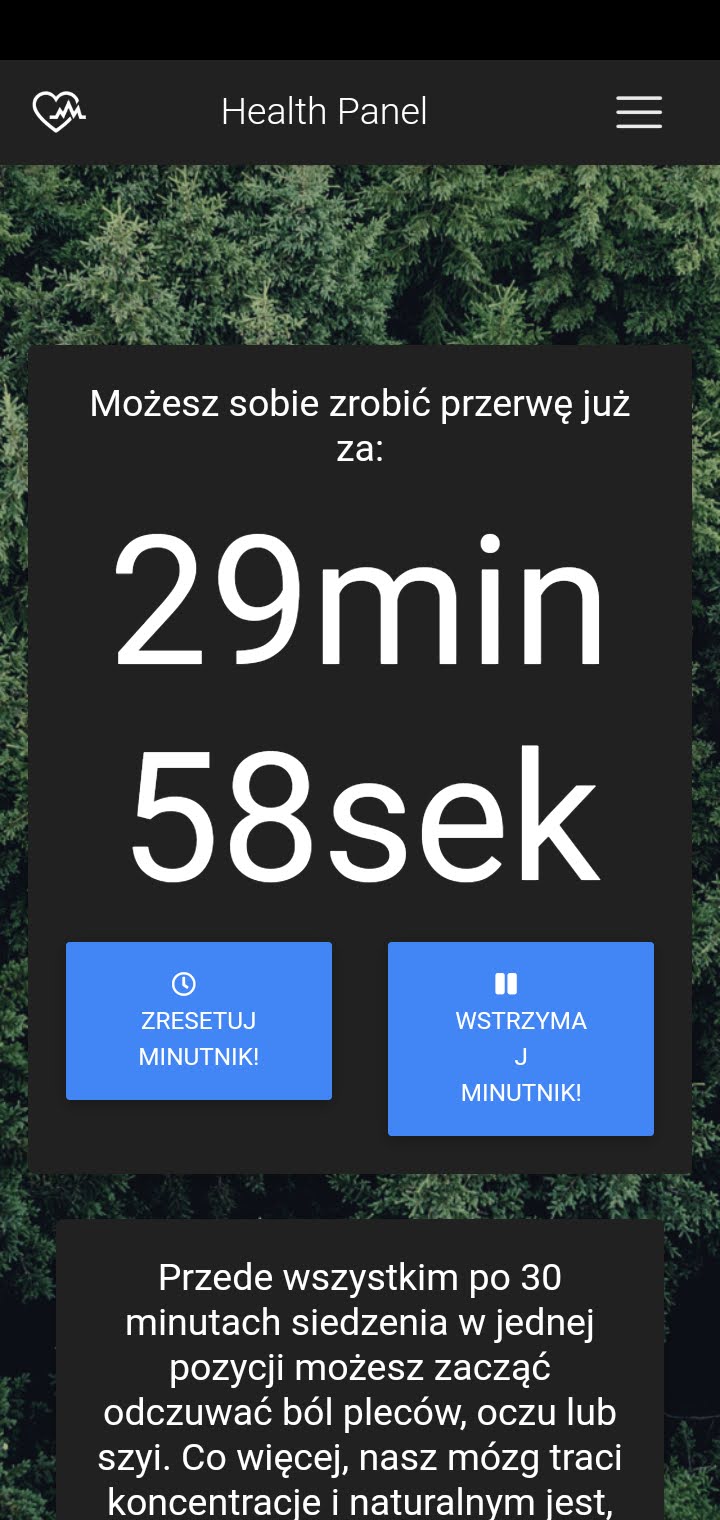 Health Panel
Możesz sobie zrobić przerwę już
za:
29min
58sek
ZRESETUJ
MINUTNIK!
WSTRZYMA
J
MINUTNIK!
Przede wszystkim po 30
minutach siedzenia w jednej
pozycji możesz zacząć
odczuwać ból pleców, oczu lub
szyi. Co więcej, nasz mózg traci
koncentracje i naturalnym jest,